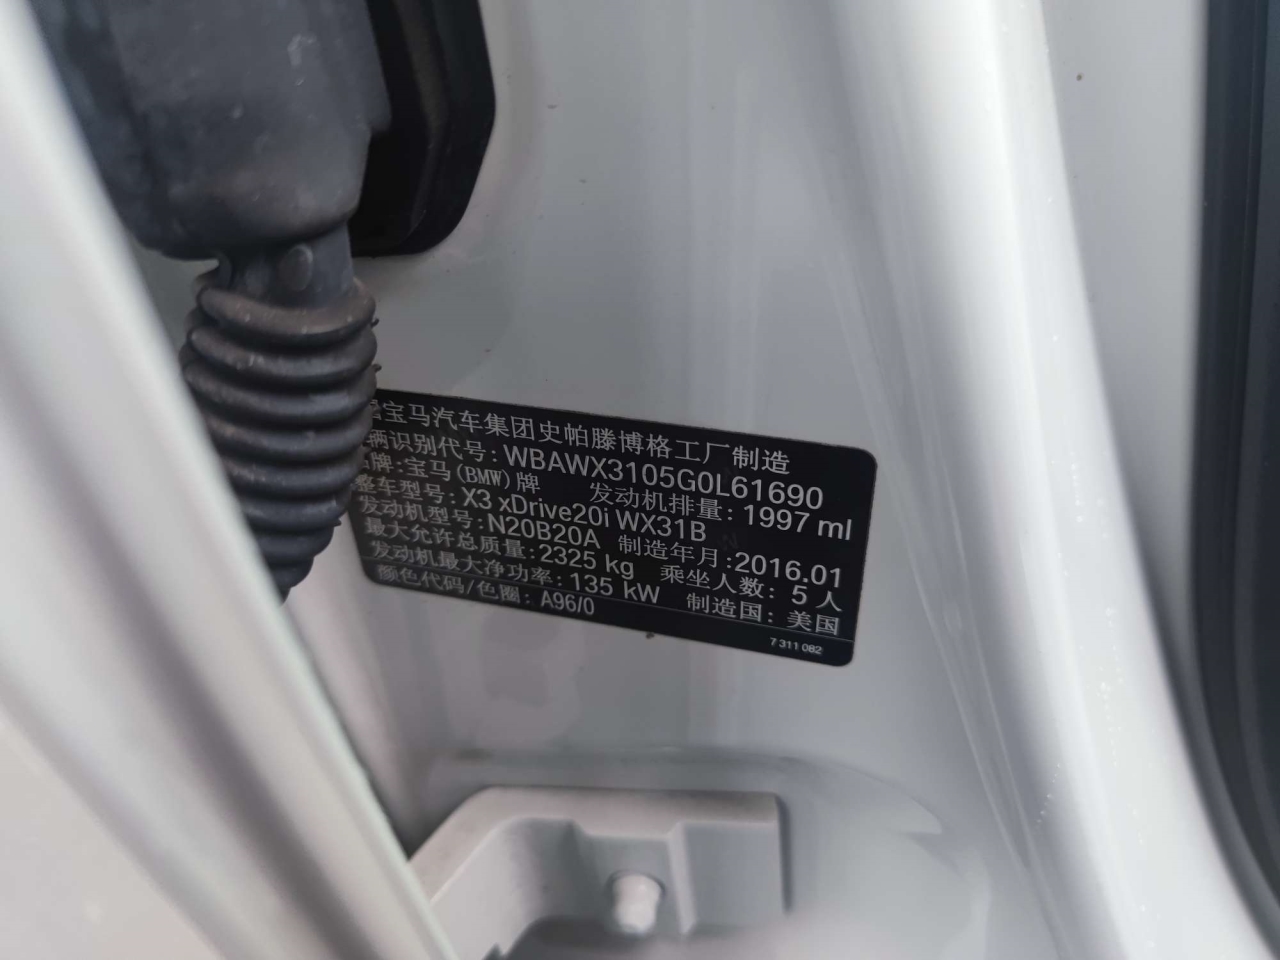 宝马汽车集团史帕滕博格工厂制造
车辆识别代号: WBAWX3105G0L61690
品牌: 宝马(BMW)牌 发动机排量: 1997 ml
整车型号: X3 xDrive20i WX31B
发动机型号: N20B20A 制造年月: 2016.01
最大允许总质量: 2325 kg 乘坐人数: 5 人
发动机最大净功率: 135 kW 制造国: 美国
颜色代码/色圈: A96/0
7 311 082